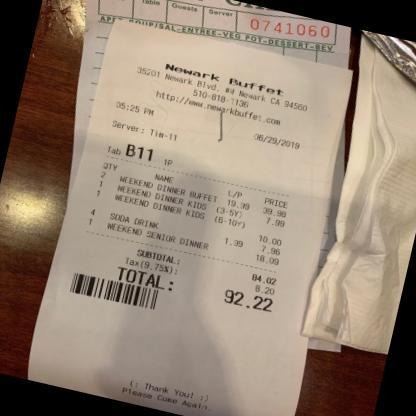 Table Guests Server
0741060
APPE-SOUP/SAL-ENTREE-VEG POT-DESSERT-BEV
Newark Buffet
35201 Newark Blvd. #H Newark CA 94560
510-818-1136
http://www.newarkbuffet.com
05:25 PM 06/29/2019
Server: Tim-11
Tab B11 1P
QTY NAME L/P PRICE
2 WEEKEND DINNER BUFFET 19.99 39.98
1 WEEKEND DINNER KIDS (3-5Y) 7.99
1 WEEKEND DINNER KIDS (6-10Y) 10.00
4 SODA DRINK 1.99 7.96
1 WEEKEND SENIOR DINNER 18.09
SUBTOTAL: 84.02
Tax(9.75%): 8.20
TOTAL: 92.22
(: Thank You! :)
Please Come Again.